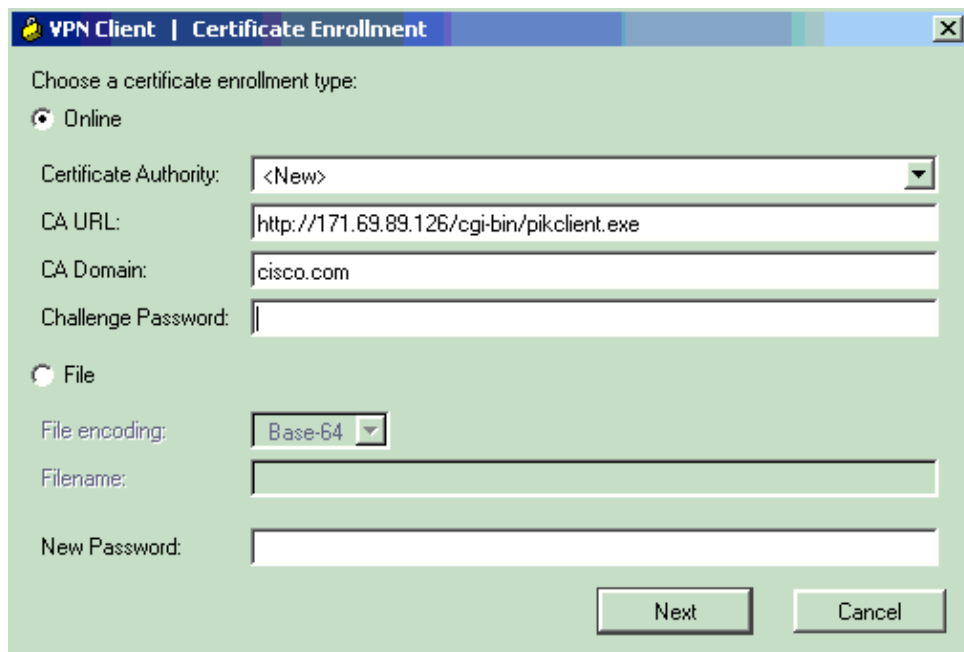 VPN Client | Certificate Enrollment
Choose a certificate enrollment type:
Online
Certificate Authority: <New>
CA URL: http://171.69.89.126/cgi-bin/pikclient.exe
CA Domain: cisco.com
Challenge Password:
File
File encoding: Base-64
Filename:
New Password:
Next Cancel